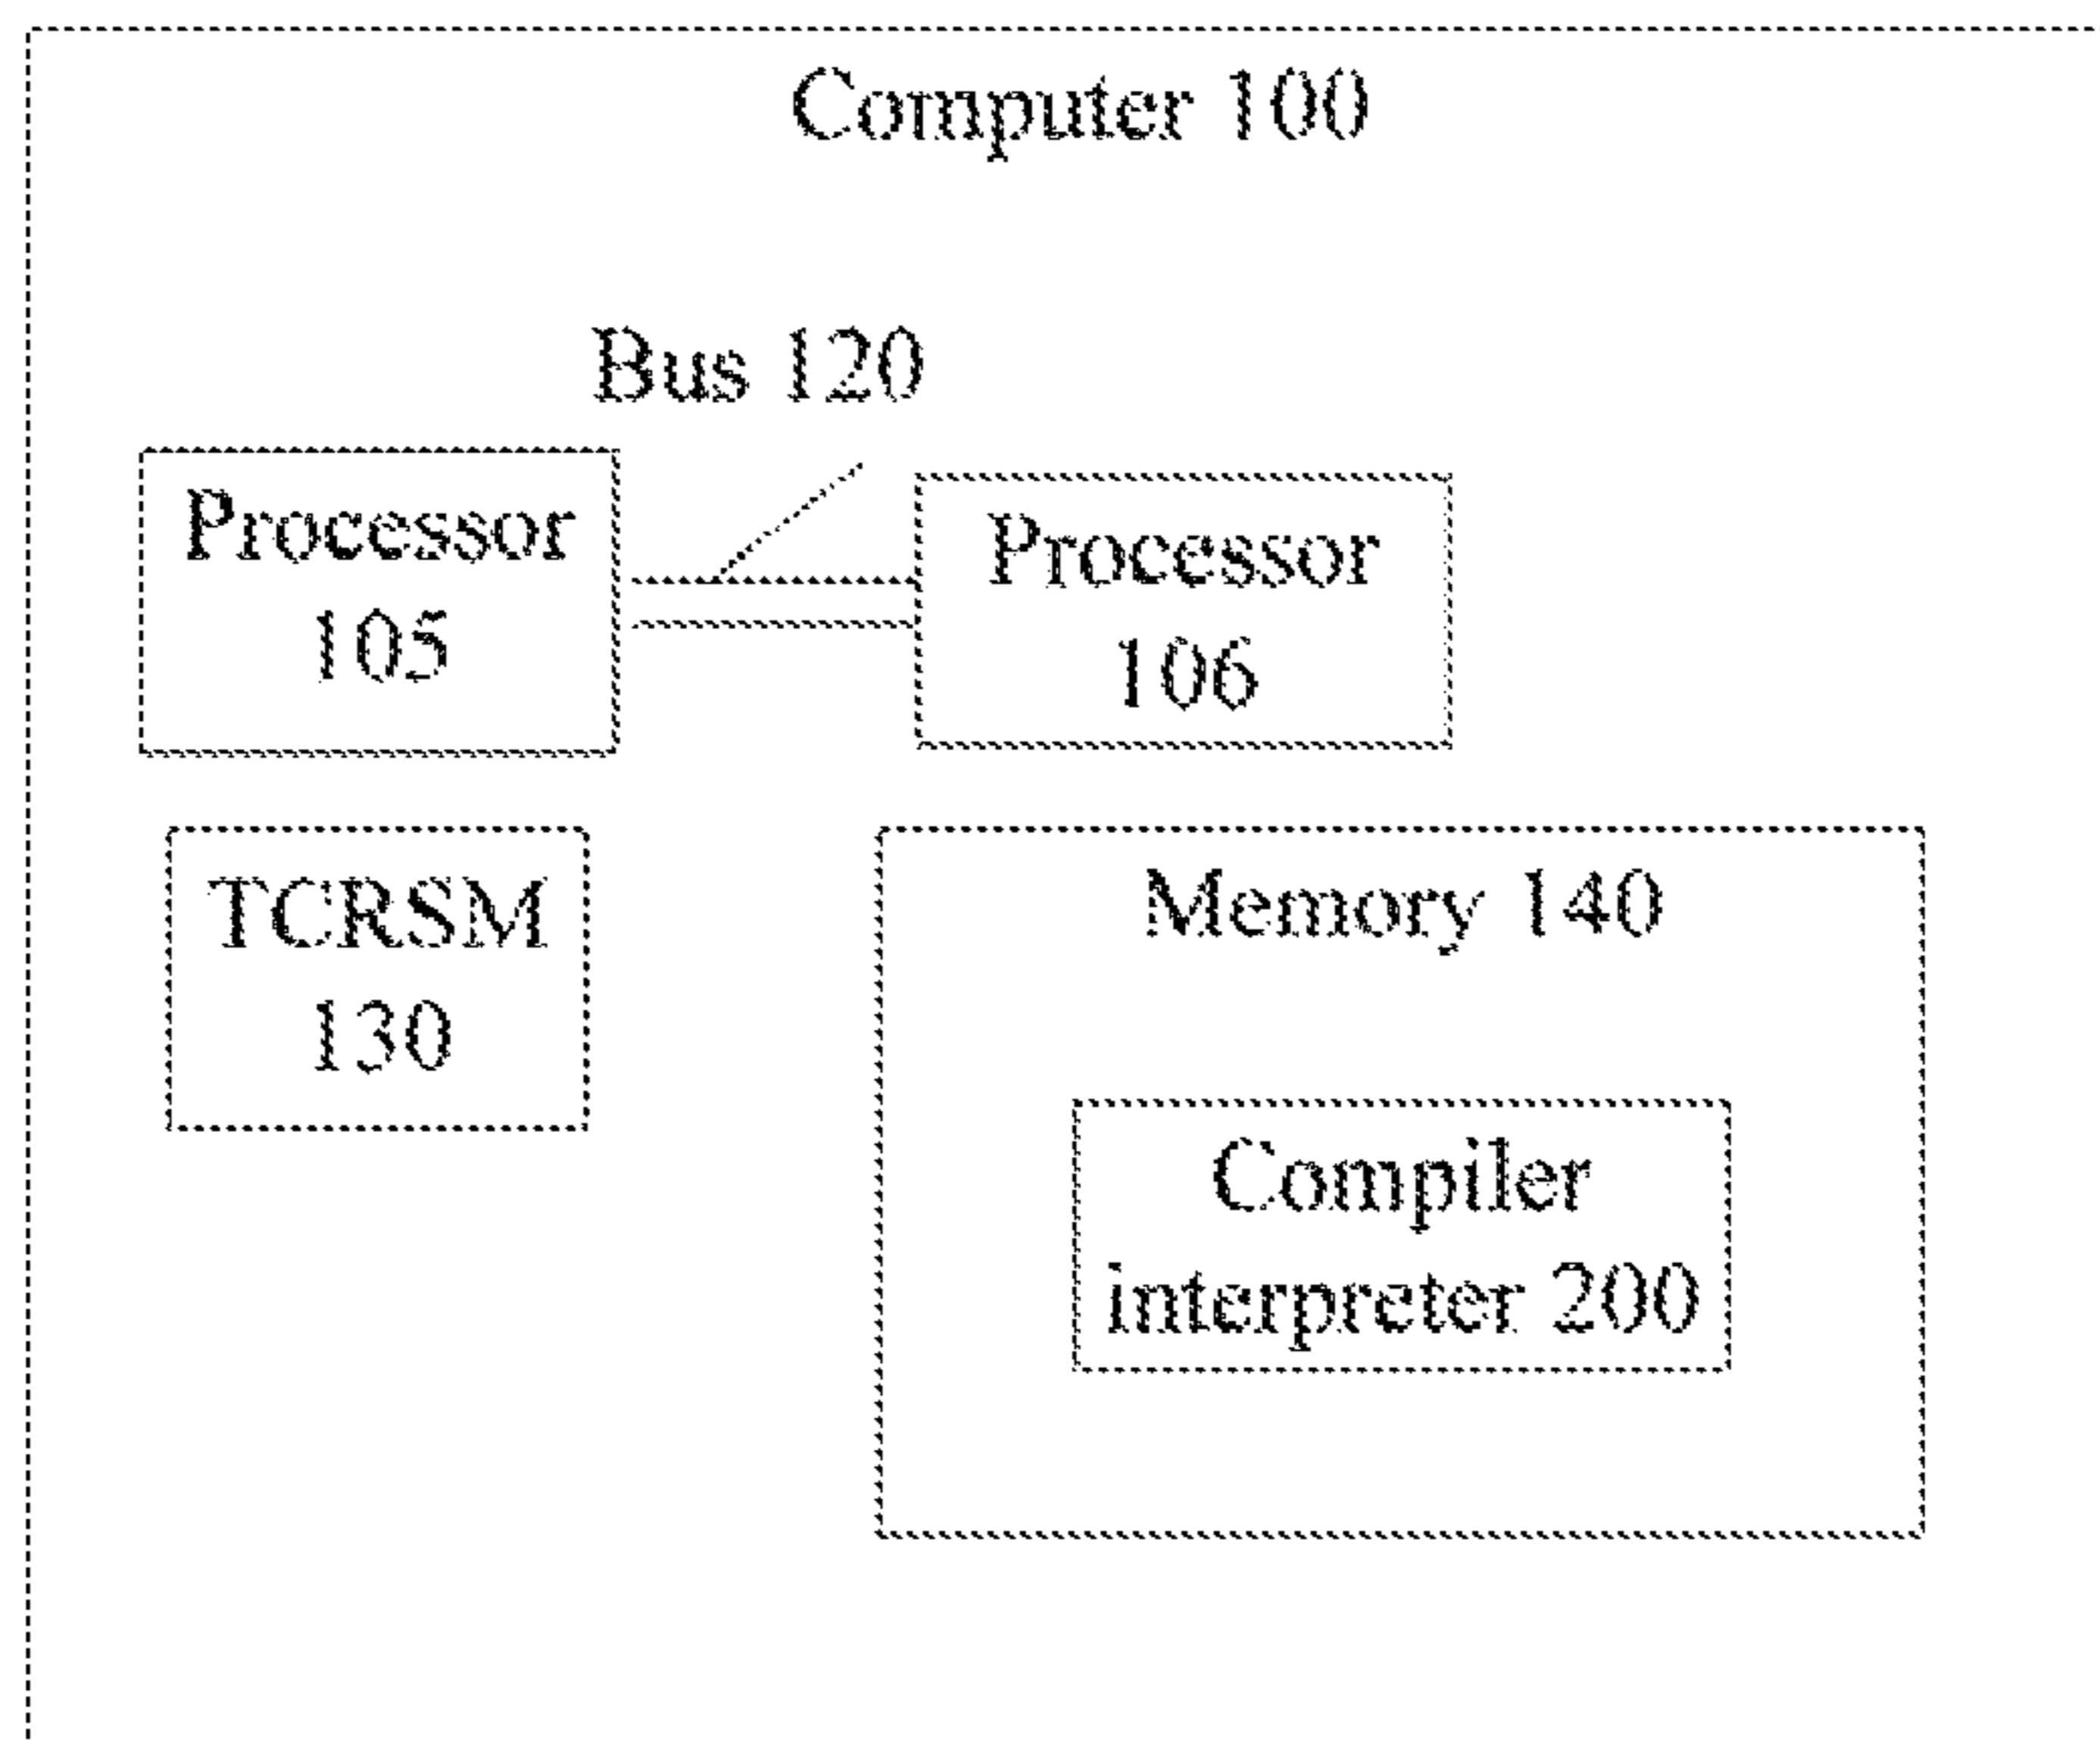 Computer 100
Bus 120
Processor
105
Processor
106
TCRSM
130
Memory 140
Compiler
interpreter 200